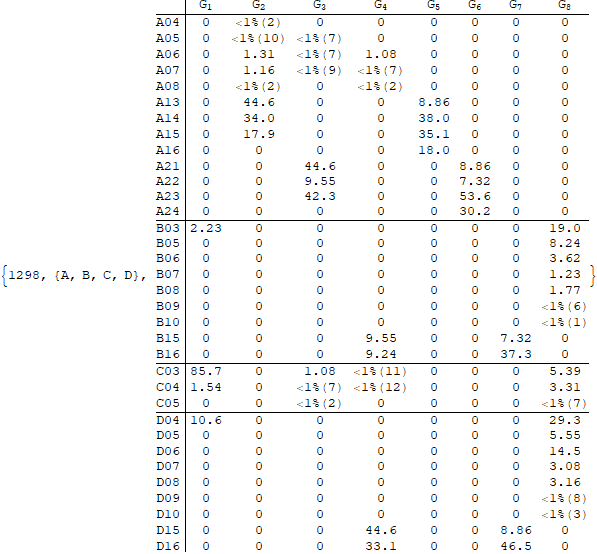 G1 G2 G3 G4 G5 G6 G7 G8
A04 0 <1%(2) 0 0 0 0 0 0
A05 0 <1%(10) <1%(7) 0 0 0 0 0
A06 0 1.31 <1%(7) 1.08 0 0 0 0
A07 0 1.16 <1%(9) <1%(7) 0 0 0 0
A08 0 <1%(2) 0 <1%(2) 0 0 0 0
A13 0 44.6 0 0 8.86 0 0 0
A14 0 34.0 0 0 38.0 0 0 0
A15 0 17.9 0 0 35.1 0 0 0
A16 0 0 0 0 18.0 0 0 0
A21 0 0 44.6 0 0 8.86 0 0
A22 0 0 9.55 0 0 7.32 0 0
A23 0 0 42.3 0 0 53.6 0 0
A24 0 0 0 0 0 30.2 0 0
B03 2.23 0 0 0 0 0 0 19.0
B05 0 0 0 0 0 0 0 8.24
B06 0 0 0 0 0 0 0 3.62
{1298, {A, B, C, D}, B07 0 0 0 0 0 0 0 1.23 }
B08 0 0 0 0 0 0 0 1.77
B09 0 0 0 0 0 0 0 <1%(6)
B10 0 0 0 0 0 0 0 <1%(1)
B15 0 0 0 9.55 0 0 7.32 0
B16 0 0 0 9.24 0 0 37.3 0
C03 85.7 0 1.08 <1%(11) 0 0 0 5.39
C04 1.54 0 <1%(7) <1%(12) 0 0 0 3.31
C05 0 0 <1%(2) 0 0 0 0 <1%(7)
D04 10.6 0 0 0 0 0 0 29.3
D05 0 0 0 0 0 0 0 5.55
D06 0 0 0 0 0 0 0 14.5
D07 0 0 0 0 0 0 0 3.08
D08 0 0 0 0 0 0 0 3.16
D09 0 0 0 0 0 0 0 <1%(8)
D10 0 0 0 0 0 0 0 <1%(3)
D15 0 0 0 44.6 0 0 8.86 0
D16 0 0 0 33.1 0 0 46.5 0